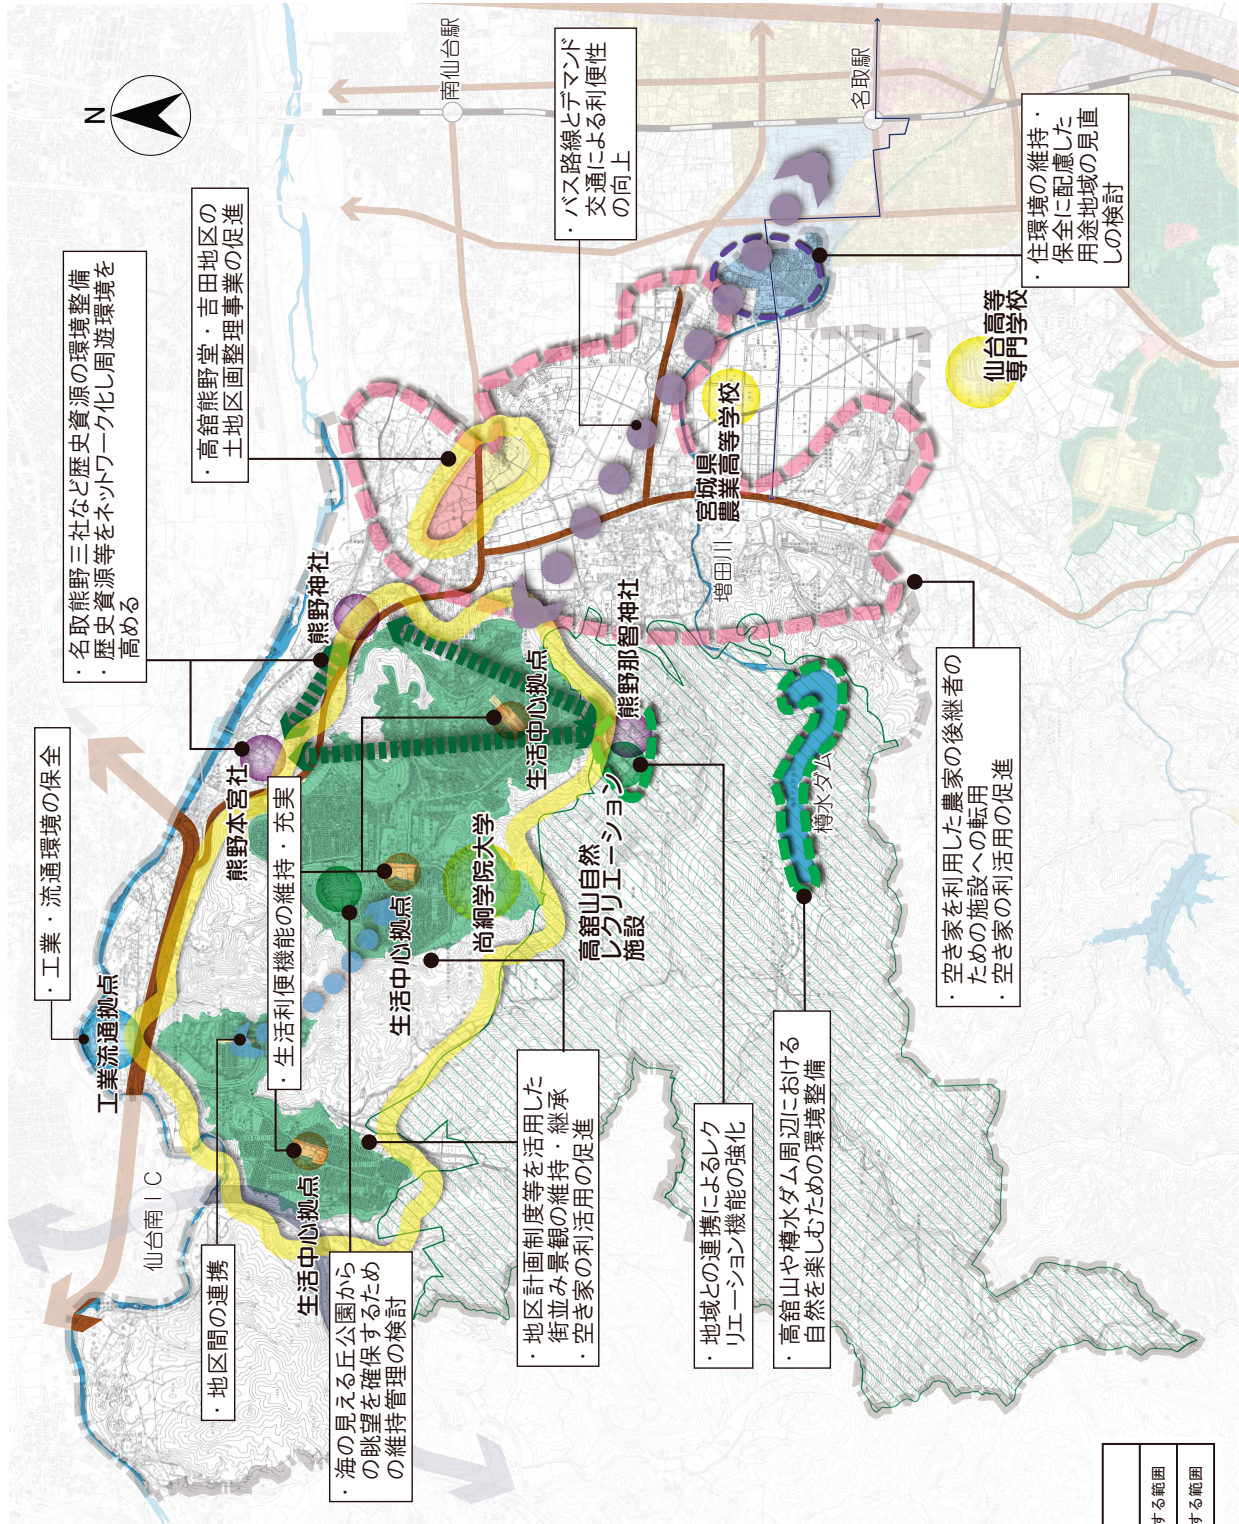 N
・名取熊野三社など歴史資源の環境整備
・歴史資源等をネットワーク化し周遊環境を
高める
・高舘熊野堂・吉田地区の
土地区画整理事業の促進
・バス路線とデマンド
交通による利便性
の向上
・住環境の維持・
保全に配慮した
用途地域の見直
しの検討
・工業・流通環境の保全
・生活利便機能の維持・充実
・地区間の連携
・海の見える丘公園から
の眺望を確保するため
の維持管理の検討
・地区計画制度等を活用した
街並み景観の維持・継承
・空き家の利活用の促進
・地域との連携によるレク
リエーション機能の強化
・高舘山や樽水ダム周辺における
自然を楽しむための環境整備
・空き家を利用した農家の後継者の
ための施設への転用
・空き家の利活用の促進
南仙台駅
名取駅
仙台南IC
工業流通拠点
熊野本宮社
熊野神社
熊野那智神社
生活中心拠点
生活中心拠点
生活中心拠点
尚絅学院大学
高舘山自然
レクリエーション
施設
樽水ダム
増田川
宮城県
農業高等学校
仙台高等
専門学校
する範囲
する範囲